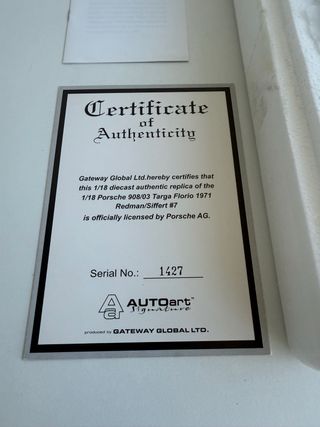 Certificate
of
Authenticity
Gateway Global Ltd.hereby certifies that
this 1/18 diecast authentic replica of the
1/18 Porsche 908/03 Targa Florio 1971
Redman/Siffert #7
is officially licensed by Porsche AG.
Serial No.: 1427
AUTOart
Signature
produced by GATEWAY GLOBAL LTD.